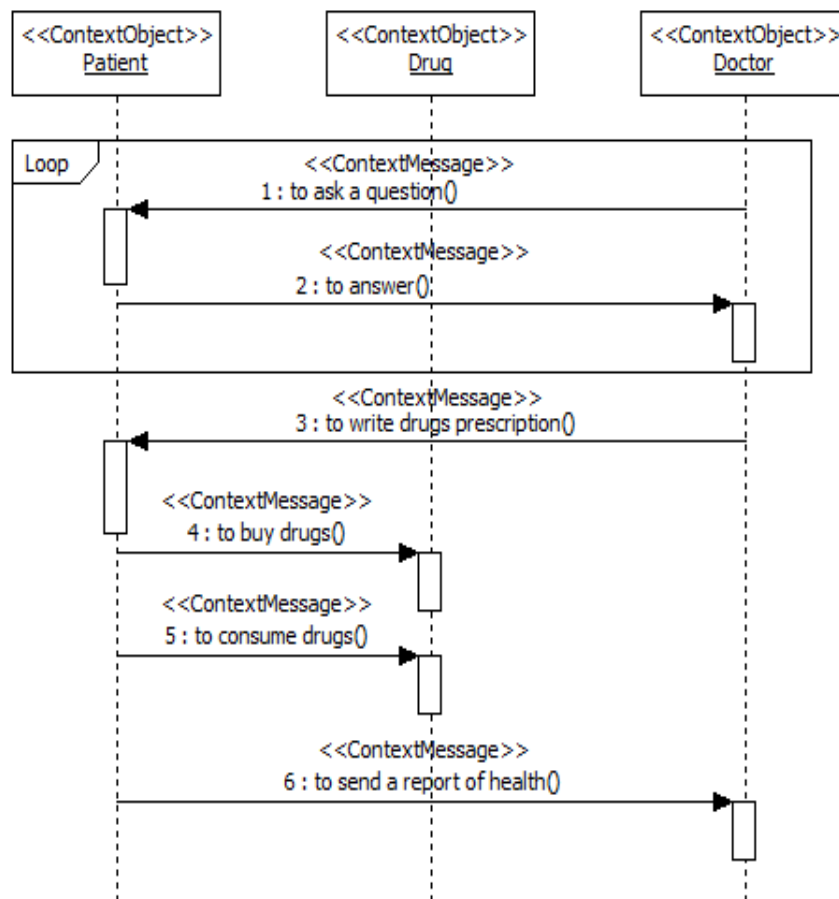 <<ContextObject>>
Patient
<<ContextObject>>
Drug
<<ContextObject>>
Doctor
Loop
<<ContextMessage>>
1 : to ask a question()
<<ContextMessage>>
2 : to answer()
<<ContextMessage>>
3 : to write drugs prescription()
<<ContextMessage>>
4 : to buy drugs()
<<ContextMessage>>
5 : to consume drugs()
<<ContextMessage>>
6 : to send a report of health()